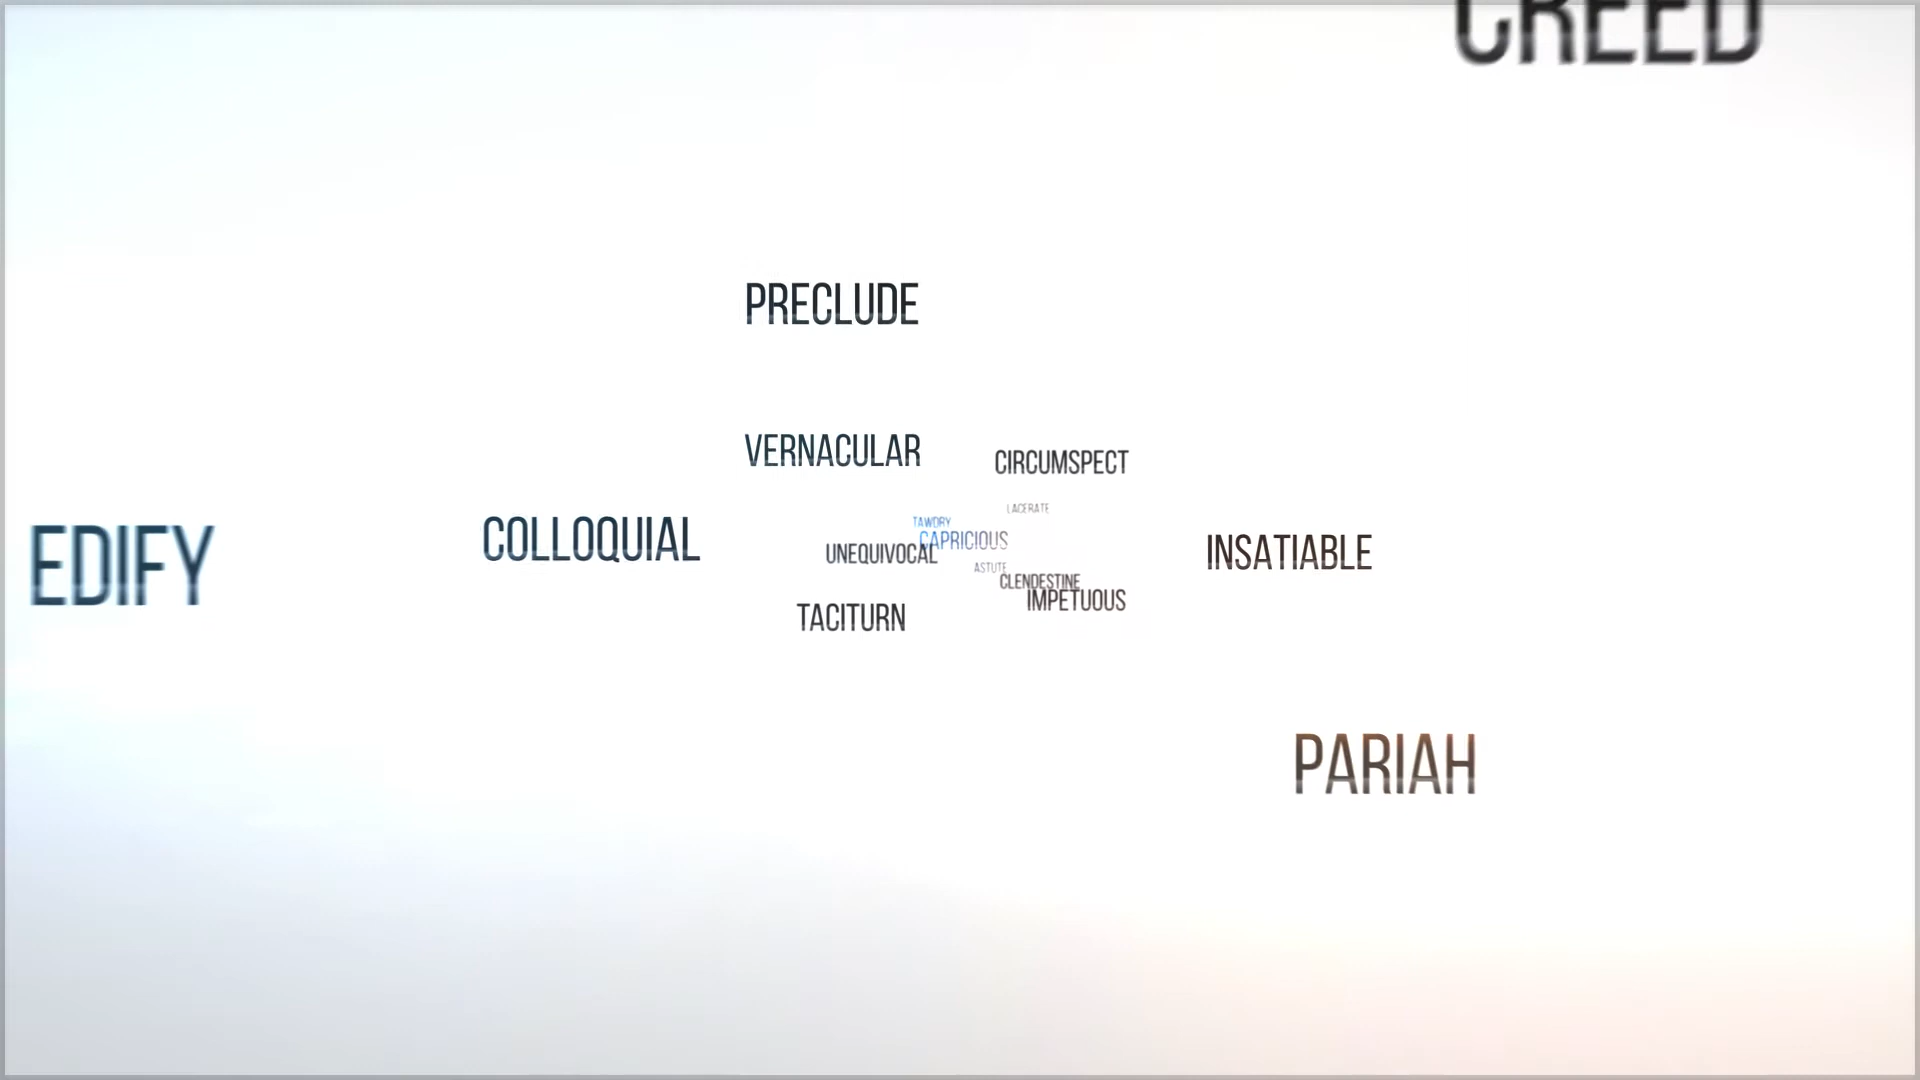 CREED
PRECLUDE
VERNACULAR
CIRCUMSPECT
LACERATE
TAWDRY
EDIFY
COLLOQUIAL
CAPRICIOUS
UNEQUIVOCAL
INSATIABLE
ASTUTE
CLENDESTINE
IMPETUOUS
TACITURN
PARIAH